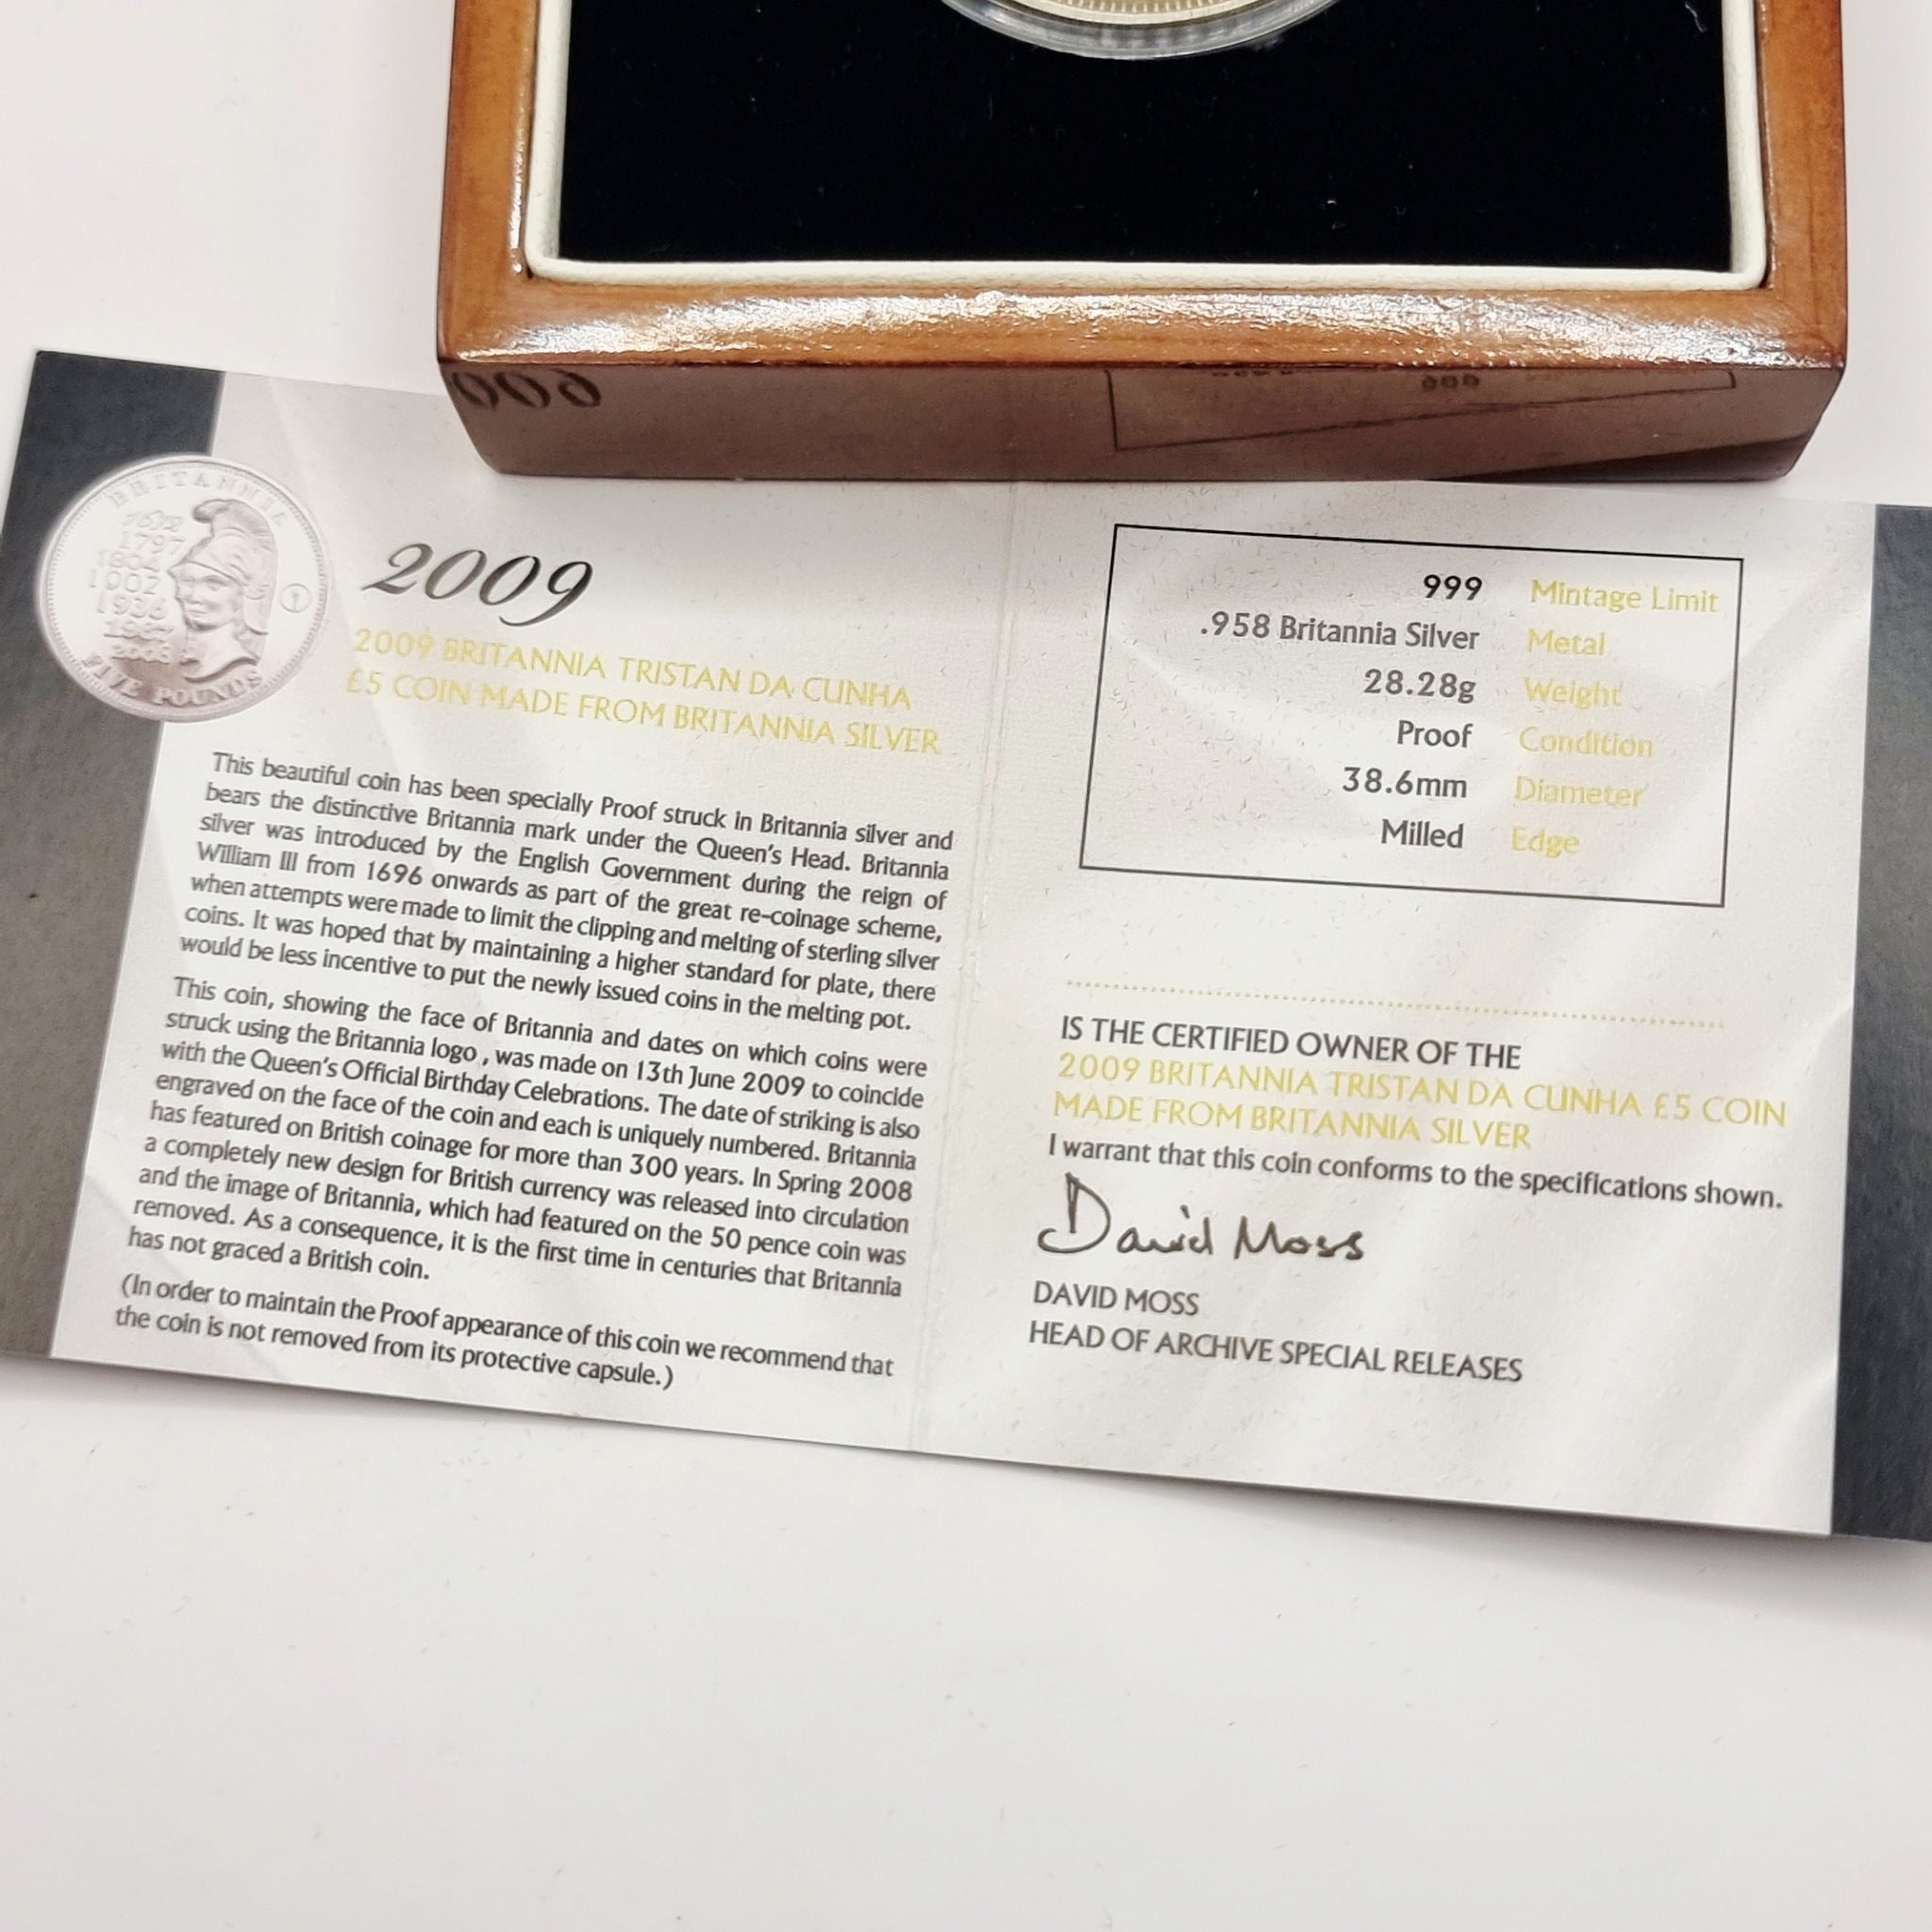 BRITANNIA
1672
1797
1804
1902
1936
1987
2008
FIVE POUNDS
2009
2009 BRITANNIA TRISTAN DA CUNHA
£5 COIN MADE FROM BRITANNIA SILVER
This beautiful coin has been specially Proof struck in Britannia silver and
bears the distinctive Britannia mark under the Queen's Head. Britannia
silver was introduced by the English Government during the reign of
William III from 1696 onwards as part of the great re-coinage scheme,
when attempts were made to limit the clipping and melting of sterling silver
coins. It was hoped that by maintaining a higher standard for plate, there
would be less incentive to put the newly issued coins in the melting pot.
This coin, showing the face of Britannia and dates on which coins were
struck using the Britannia logo , was made on 13th June 2009 to coincide
with the Queen's Official Birthday Celebrations. The date of striking is also
engraved on the face of the coin and each is uniquely numbered. Britannia
has featured on British coinage for more than 300 years. In Spring 2008
a completely new design for British currency was released into circulation
and the image of Britannia, which had featured on the 50 pence coin was
removed. As a consequence, it is the first time in centuries that Britannia
has not graced a British coin.
(In order to maintain the Proof appearance of this coin we recommend that
the coin is not removed from its protective capsule.)
999 Mintage Limit
.958 Britannia Silver Metal
28.28g Weight
Proof Condition
38.6mm Diameter
Milled Edge
IS THE CERTIFIED OWNER OF THE
2009 BRITANNIA TRISTAN DA CUNHA £5 COIN
MADE FROM BRITANNIA SILVER
I warrant that this coin conforms to the specifications shown.
David Moss
DAVID MOSS
HEAD OF ARCHIVE SPECIAL RELEASES